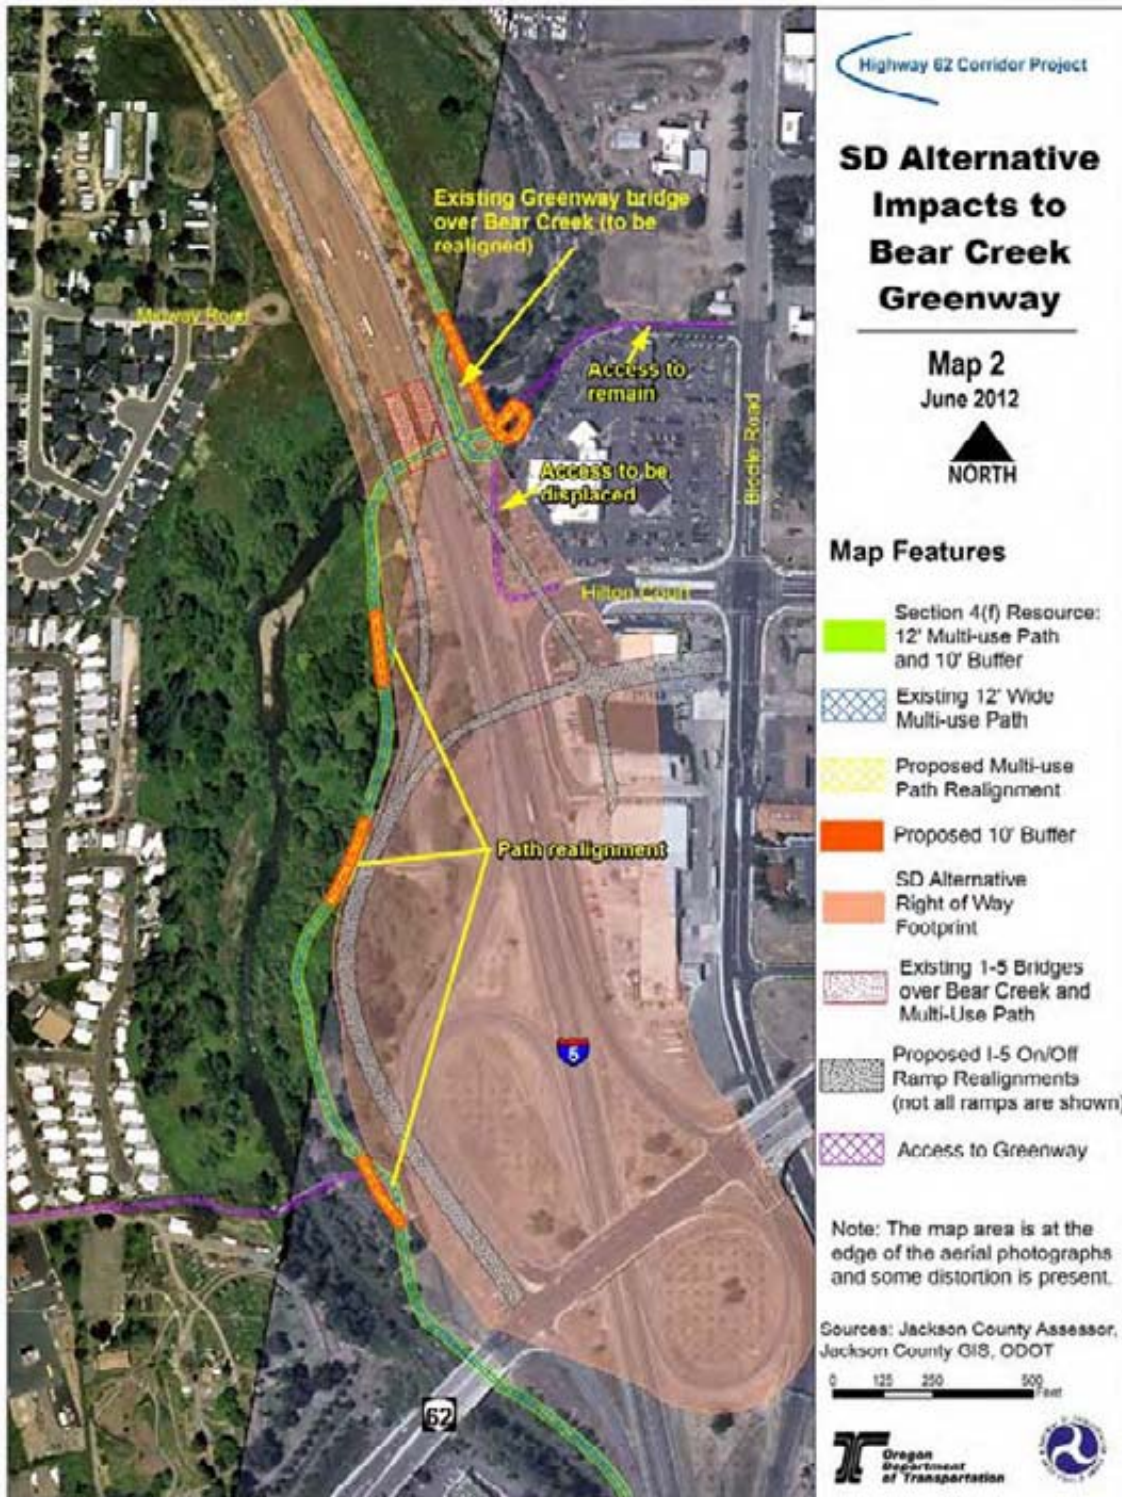 Highway 62 Corridor Project
SD Alternative
Impacts to
Bear Creek
Greenway
Map 2
June 2012
NORTH
Map Features
Section 4(f) Resource:
12' Multi-use Path
and 10' Buffer
Existing 12' Wide
Multi-use Path
Proposed Multi-use
Path Realignment
Proposed 10' Buffer
SD Alternative
Right of Way
Footprint
Existing 1-5 Bridges
over Bear Creek and
Multi-Use Path
Proposed I-5 On/Off
Ramp Realignments
(not all ramps are shown)
Access to Greenway
Note: The map area is at the
edge of the aerial photographs
and some distortion is present.
Sources: Jackson County Assessor,
Jackson County GIS, ODOT
0 125 250 500
Feet
Oregon
Department
of Transportation
Existing Greenway bridge
over Bear Creek (to be
realigned)
Midway Road
Access to
remain
Biddle Road
Access to be
displaced
Hilton Court
Path realignment
5
62